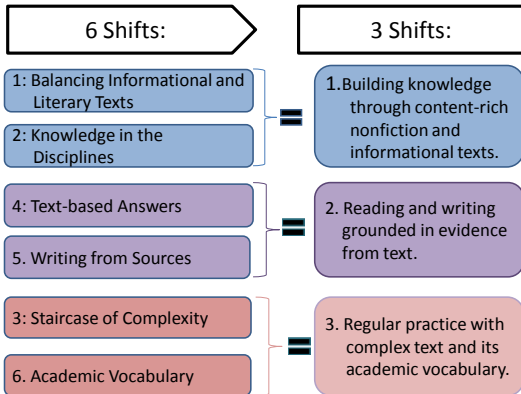 6 Shifts:
3 Shifts:
1: Balancing Informational and
Literary Texts
2: Knowledge in the
Disciplines
1.Building knowledge
through content-rich
nonfiction and
informational texts.
4: Text-based Answers
5. Writing from Sources
2. Reading and writing
grounded in evidence
from text.
3: Staircase of Complexity
6. Academic Vocabulary
3. Regular practice with
complex text and its
academic vocabulary.